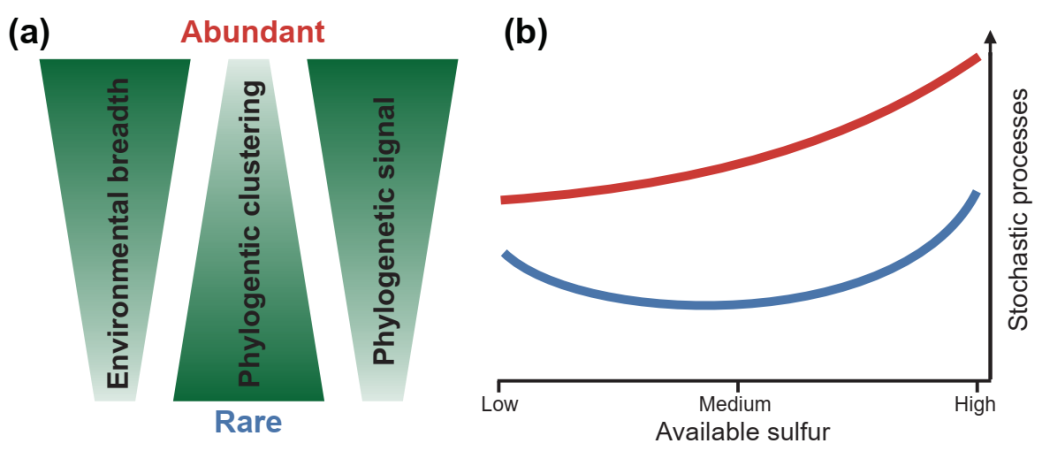 (a)
Abundant
Environmental breadth
Phylogentic clustering
Phylogenetic signal
Rare
(b)
Stochastic processes
Low
Medium
High
Available sulfur